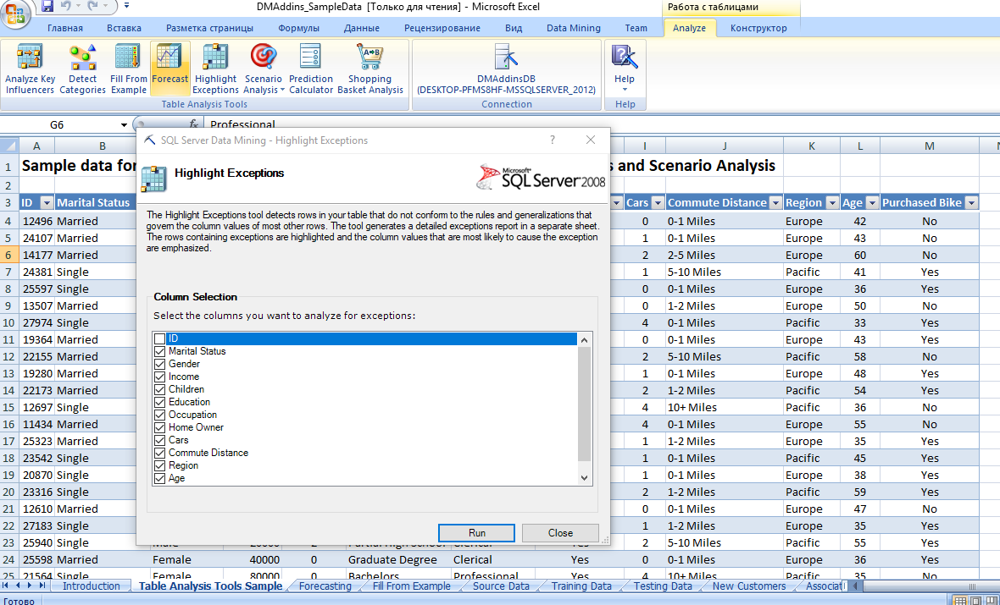 DMAddins_SampleData [Только для чтения] - Microsoft Excel
Работа с таблицами
Главная Вставка Разметка страницы Формулы Данные Рецензирование Вид Data Mining Team Analyze Конструктор
Analyze Key Influencers
Detect Categories
Fill From Example
Forecast
Highlight Exceptions
Scenario Analysis
Prediction Calculator
Shopping Basket Analysis
DMAddinsDB
(DESKTOP-PFMS8HF-MSSQLSERVER_2012)
Help
Table Analysis Tools Connection Help
G6 fx Professional
SQL Server Data Mining - Highlight Exceptions ?
Highlight Exceptions
Microsoft
SQL Server 2008
The Highlight Exceptions tool detects rows in your table that do not conform to the rules and generalizations that
govern the column values of most other rows. The tool generates a detailed exceptions report in a separate sheet.
The rows containing exceptions are highlighted and the column values that are most likely to cause the exception
are emphasized.
Column Selection
Select the columns you want to analyze for exceptions:
ID
Marital Status
Gender
Income
Children
Education
Occupation
Home Owner
Cars
Commute Distance
Region
Age
Run Close
A B I J K L M
1 Sample data for s and Scenario Analysis
2
3 ID Marital Status Cars Commute Distance Region Age Purchased Bike
4 12496 Married 0 0-1 Miles Europe 42 No
5 24107 Married 1 0-1 Miles Europe 43 No
6 14177 Married 2 2-5 Miles Europe 60 No
7 24381 Single 1 5-10 Miles Pacific 41 Yes
8 25597 Single 0 0-1 Miles Europe 36 Yes
9 13507 Married 0 1-2 Miles Europe 50 No
10 27974 Single 4 0-1 Miles Pacific 33 Yes
11 19364 Married 0 0-1 Miles Europe 43 Yes
12 22155 Married 2 5-10 Miles Pacific 58 No
13 19280 Married 1 0-1 Miles Europe 48 Yes
14 22173 Married 2 1-2 Miles Pacific 54 Yes
15 12697 Single 4 10+ Miles Pacific 36 No
16 11434 Married 4 0-1 Miles Europe 55 No
17 25323 Married 1 1-2 Miles Europe 35 Yes
18 23542 Single 1 0-1 Miles Pacific 45 Yes
19 20870 Single 1 0-1 Miles Europe 38 Yes
20 23316 Single 2 1-2 Miles Pacific 59 Yes
21 12610 Married 0 0-1 Miles Europe 47 No
22 27183 Single 1 1-2 Miles Europe 35 Yes
23 25940 Single Male 20000 2 Partial High School Clerical Yes 2 5-10 Miles Pacific 55 Yes
24 25598 Married Female 40000 0 Graduate Degree Clerical Yes 0 0-1 Miles Europe 36 Yes
25 21564 Single Female 80000 0 Bachelors Professional Yes 4 10+ Miles Pacific 35 No
Introduction Table Analysis Tools Sample Forecasting Fill From Example Source Data Training Data Testing Data New Customers Associat
Готово